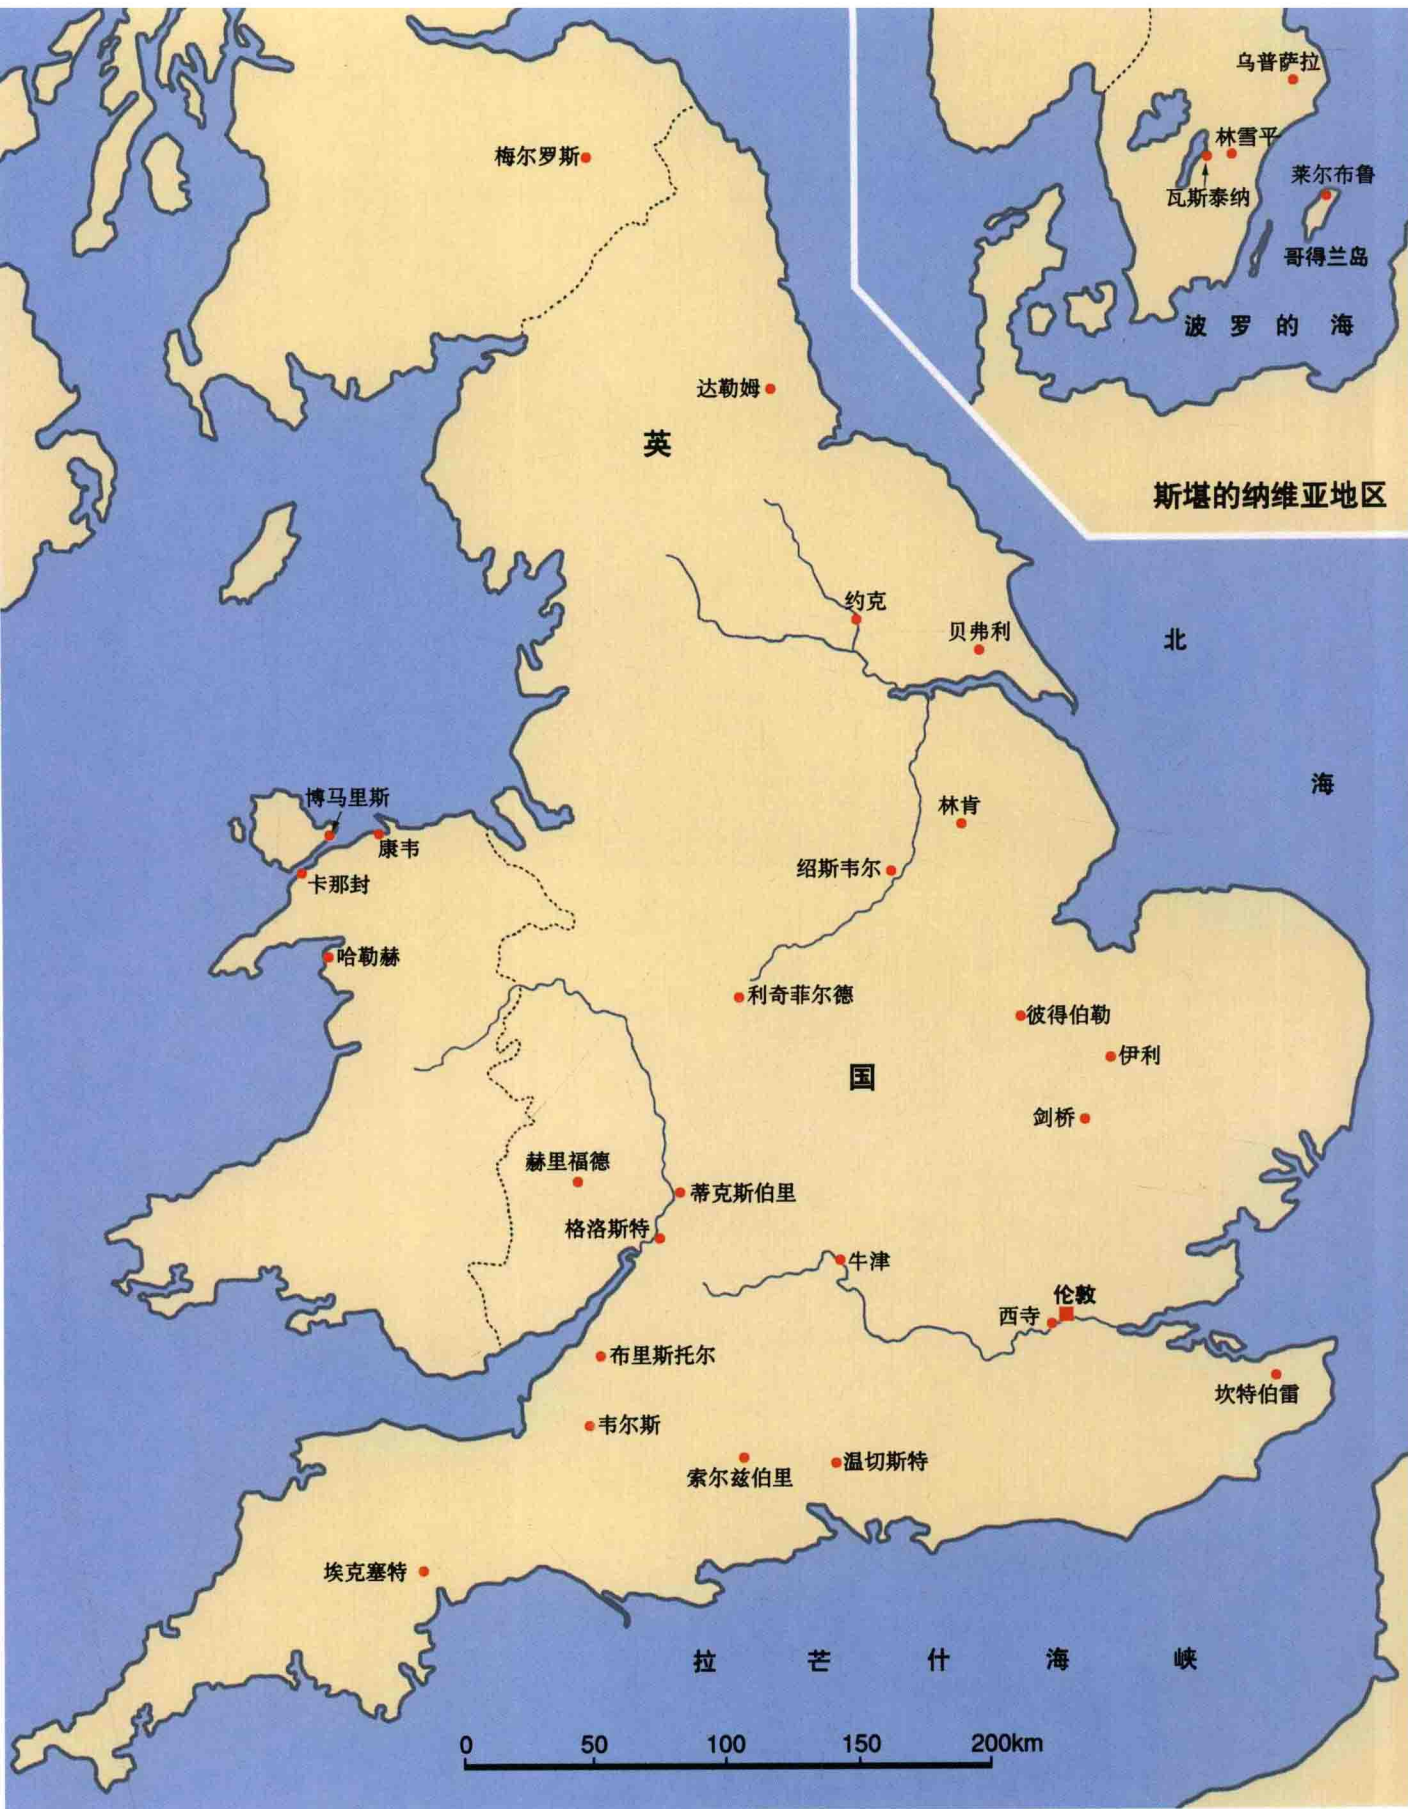 乌普萨拉
林雪平
梅尔罗斯
莱尔布鲁
瓦斯泰纳
哥得兰岛
波罗的海
达勒姆
英
斯堪的纳维亚地区
约克
贝弗利
北
海
博马里斯
林肯
康韦
绍斯韦尔
卡那封
哈勒赫
利奇菲尔德
彼得伯勒
伊利
国
剑桥
赫里福德
蒂克斯伯里
格洛斯特
牛津
伦敦
西寺
布里斯托尔
坎特伯雷
韦尔斯
温切斯特
索尔兹伯里
埃克塞特
拉芒什海峡
0 50 100 150 200km